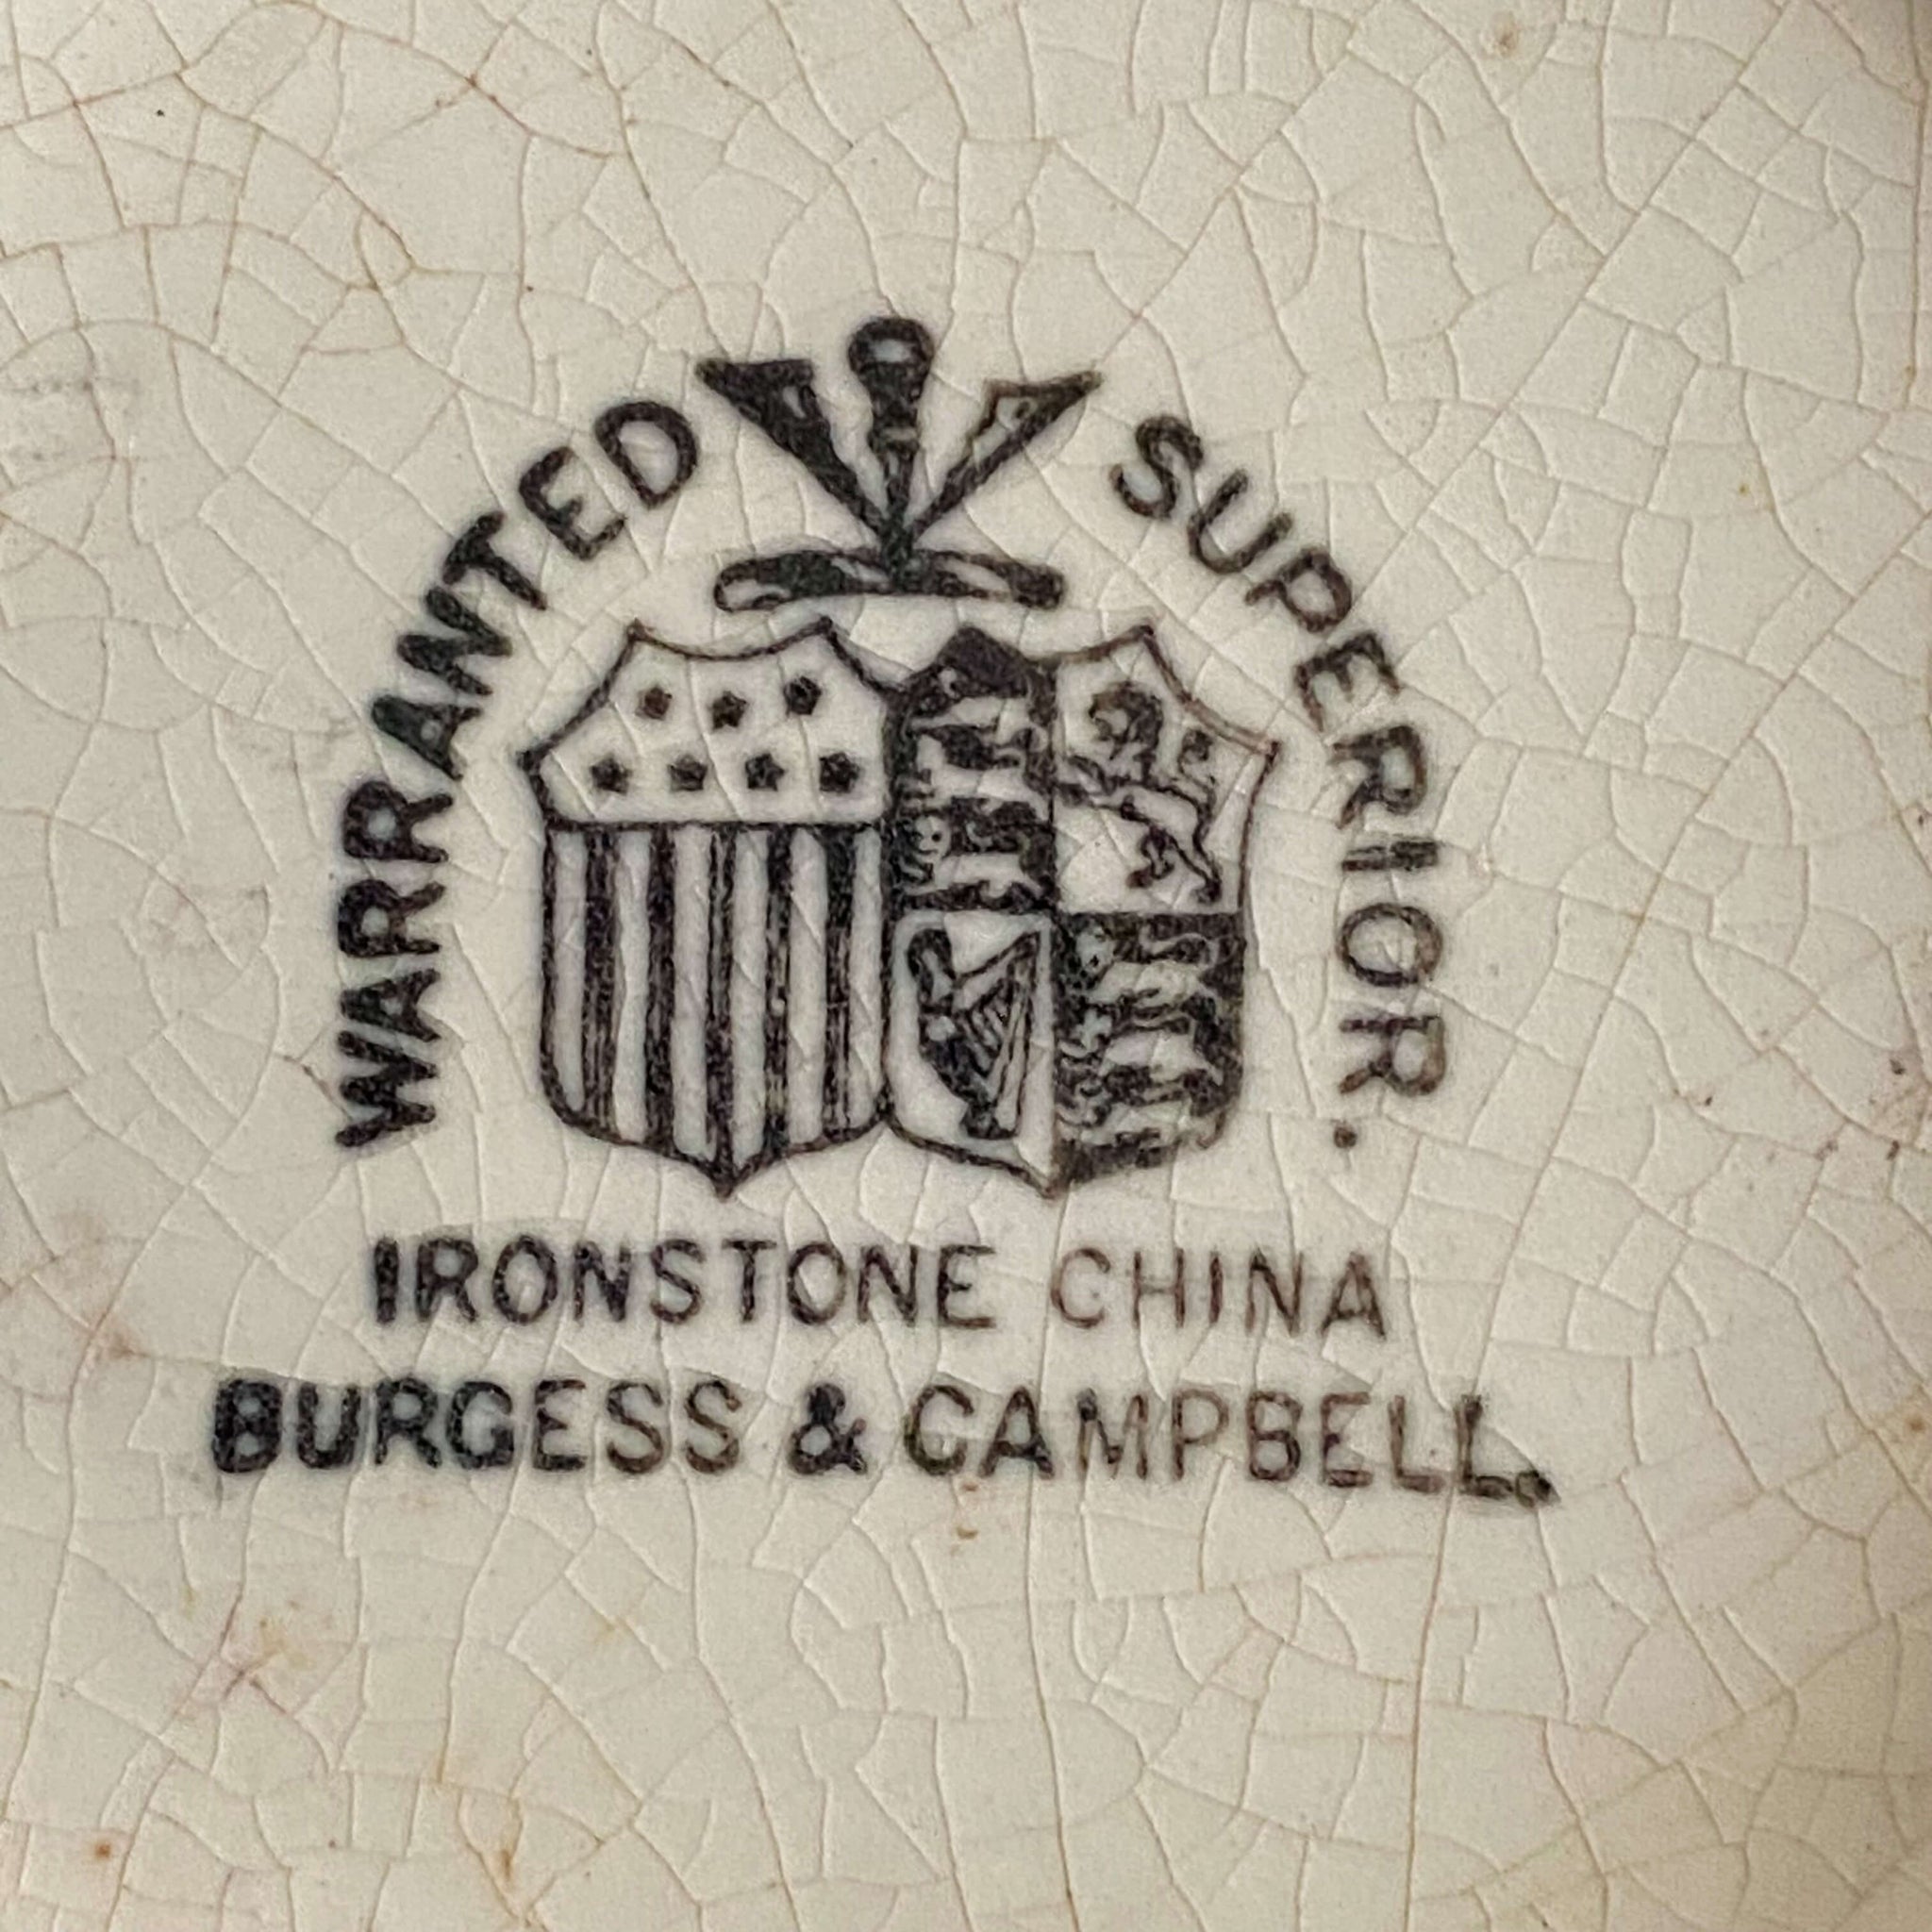 WARRANTED SUPERIOR.
IRONSTONE CHINA
BURGESS & CAMPBELL.